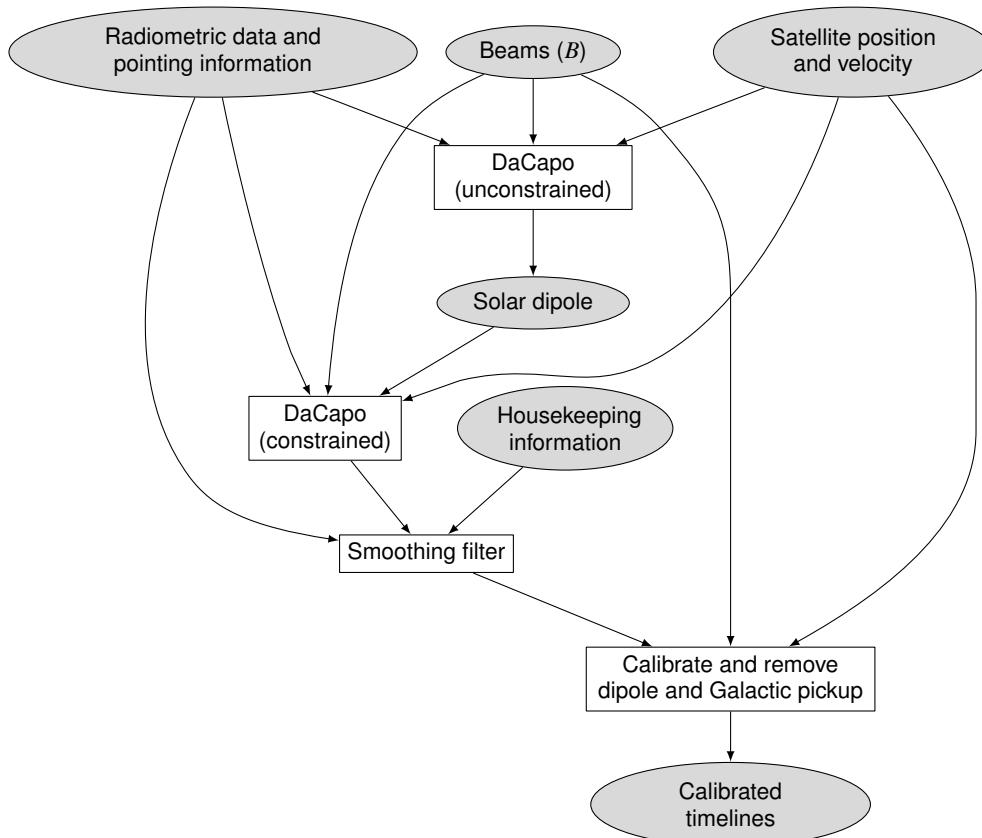 Radiometric data and
pointing information
Beams (B)
Satellite position
and velocity
DaCapo
(unconstrained)
Solar dipole
DaCapo
(constrained)
Housekeeping
information
Smoothing filter
Calibrate and remove
dipole and Galactic pickup
Calibrated
timelines